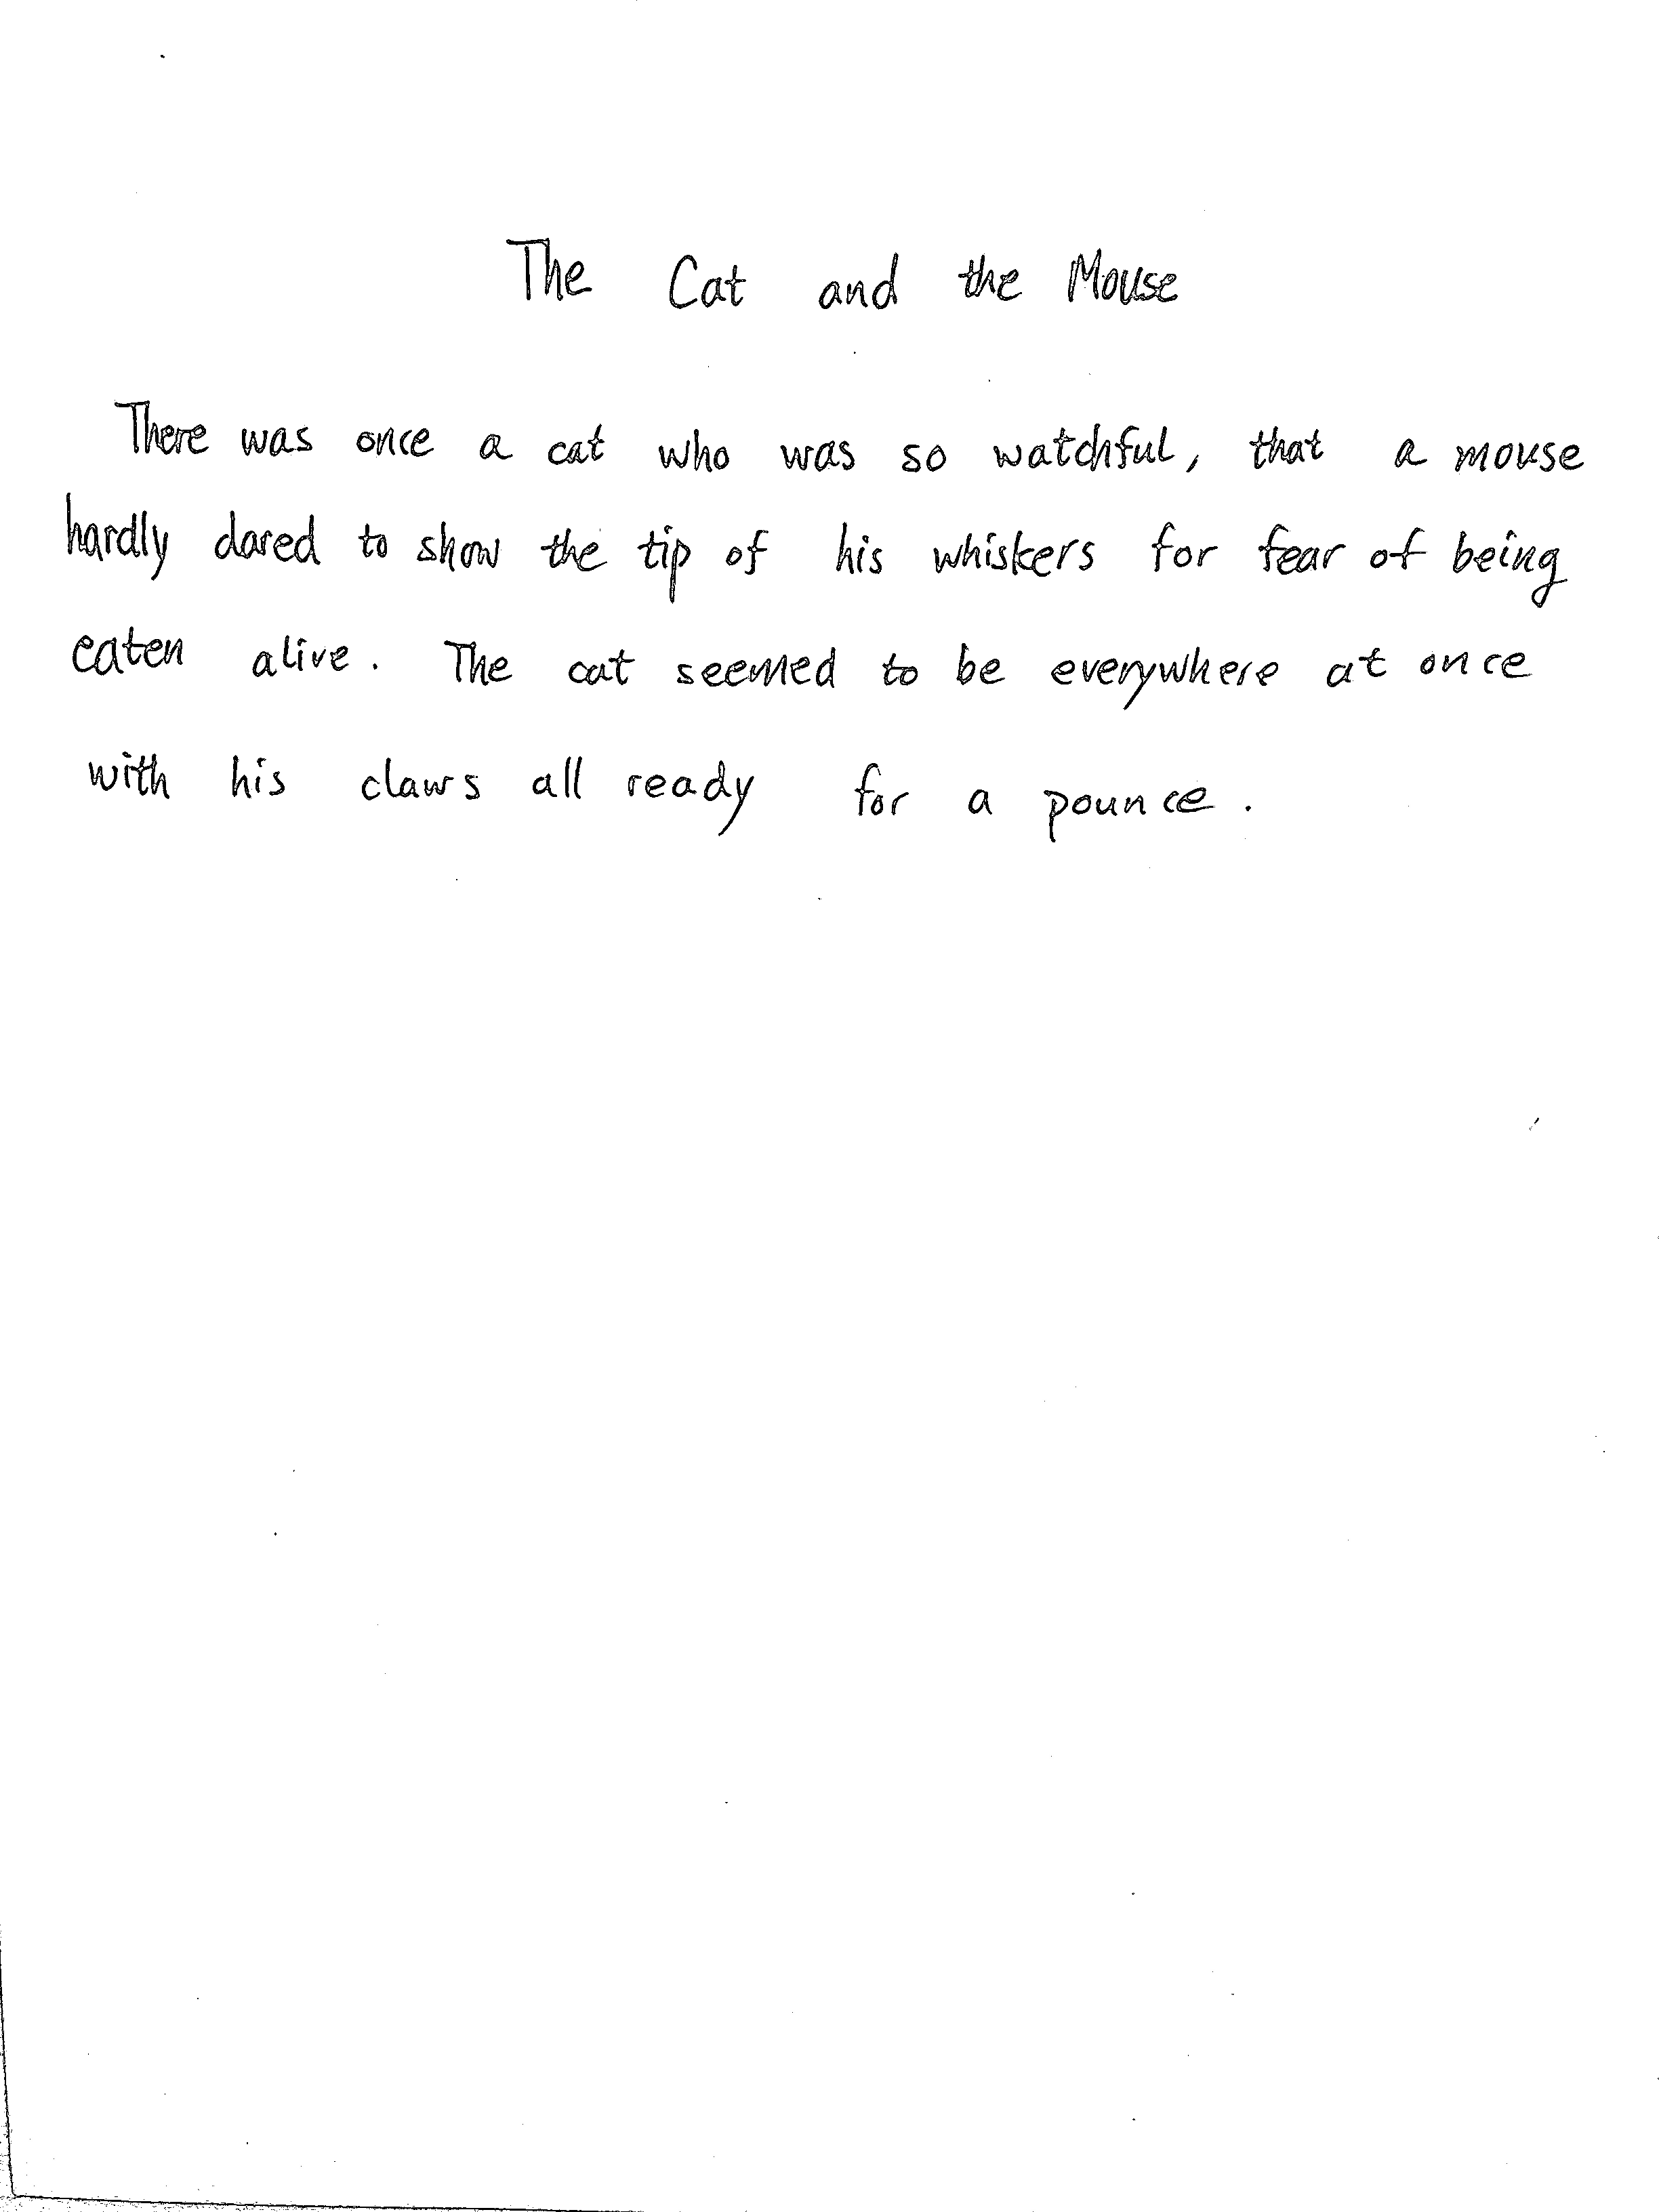 The Cat and the Mouse
There was once a cat who was so watchful, that a mouse
hardly dared to show the tip of his whiskers for fear of being
eaten alive. The cat seemed to be everywhere at once
with his claws all ready for a pounce.